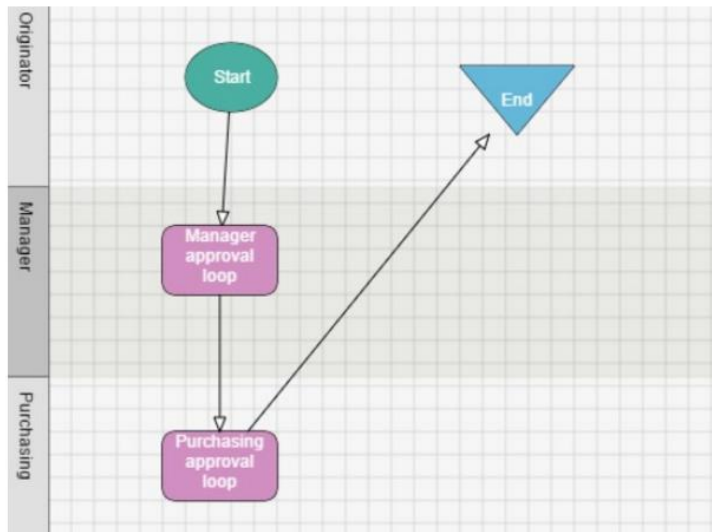 Originator
Start
End
Manager
Manager
approval
loop
Purchasing
Purchasing
approval
loop